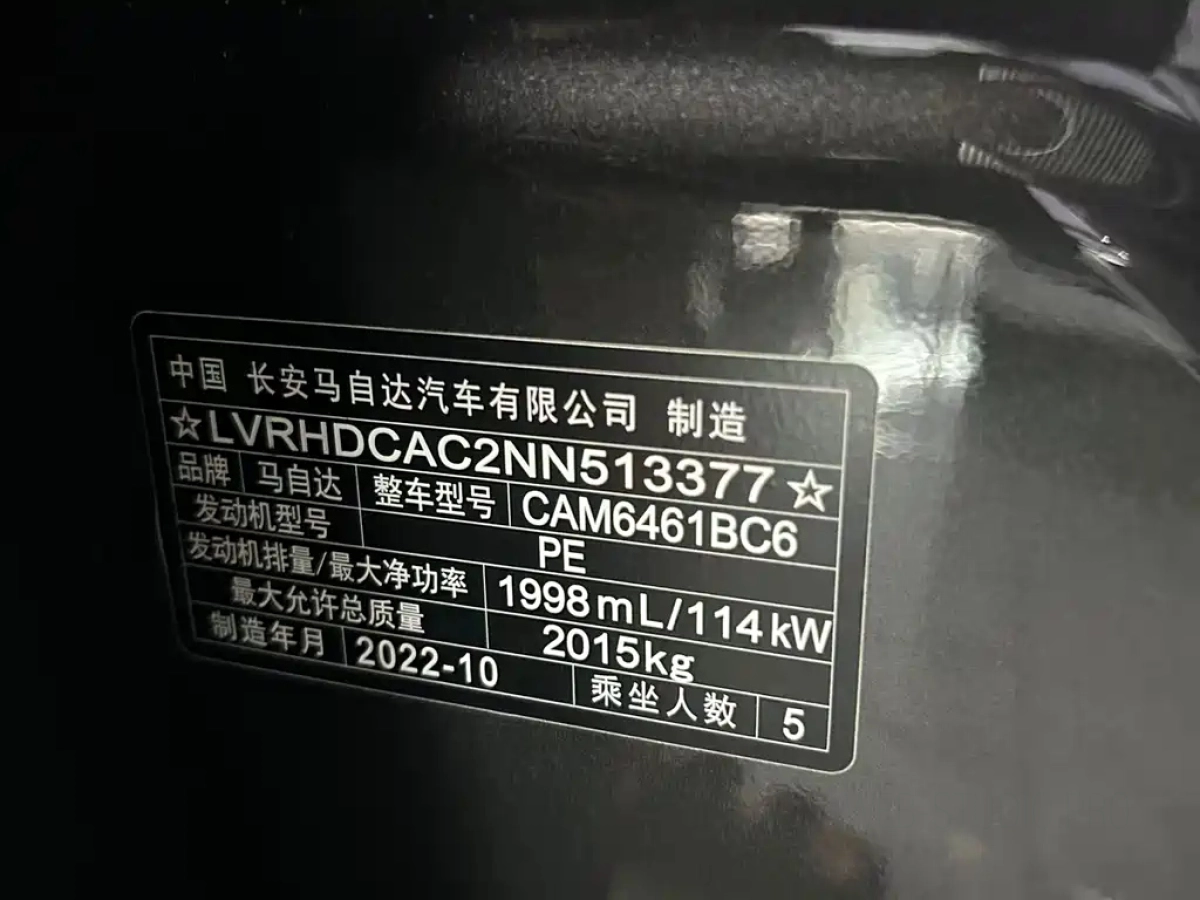 中国 长安马自达汽车有限公司 制造
☆LVRHDCAC2NN513377☆
品牌 马自达 整车型号 CAM6461BC6
发动机型号 PE
发动机排量/最大净功率 1998mL/114kW
最大允许总质量 2015kg
制造年月 2022-10 乘坐人数 5